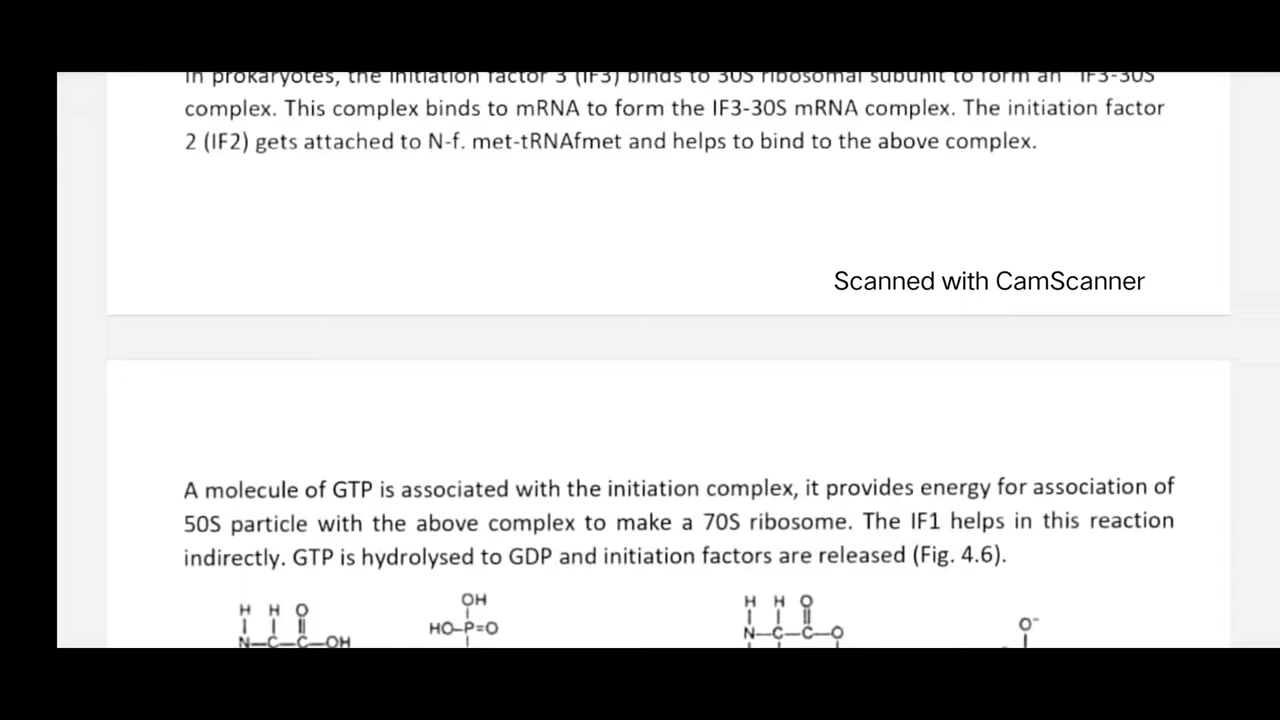 In prokaryotes, the initiation factor 3 (IF3) binds to 30S ribosomal subunit to form an IF3-30S
complex. This complex binds to mRNA to form the IF3-30S mRNA complex. The initiation factor
2 (IF2) gets attached to N-f. met-tRNAfmet and helps to bind to the above complex.
Scanned with CamScanner
A molecule of GTP is associated with the initiation complex, it provides energy for association of
50S particle with the above complex to make a 70S ribosome. The IF1 helps in this reaction
indirectly. GTP is hydrolysed to GDP and initiation factors are released (Fig. 4.6).
H H O OH H H O O⁻
N—C—C—OH HO—P=O N—C—C—O